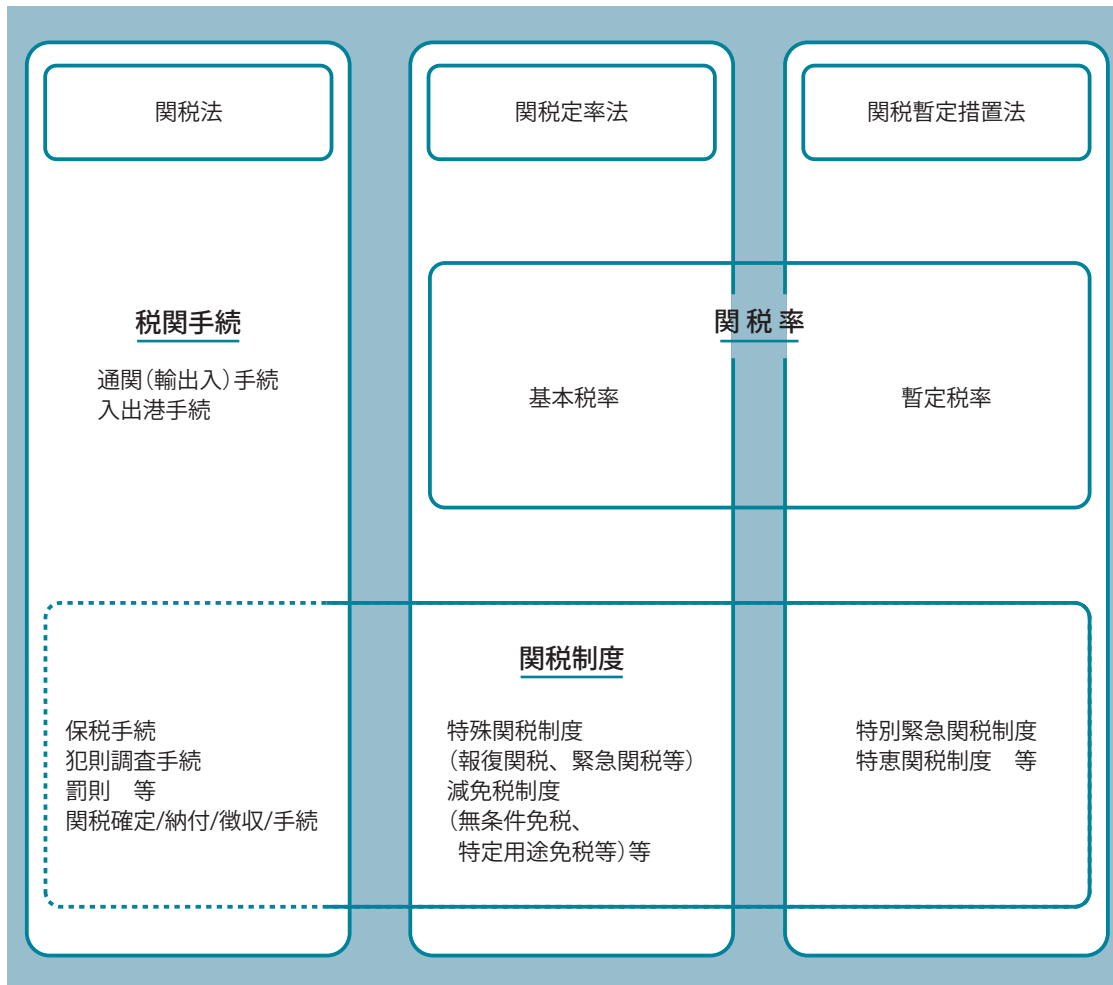 関税法
関税定率法
関税暫定措置法
税関手続
通関(輸出入)手続
入出港手続
関税率
基本税率
暫定税率
関税制度
保税手続
犯則調査手続
罰則　等
関税確定/納付/徴収/手続
特殊関税制度
(報復関税、緊急関税等)
減免税制度
(無条件免税、
特定用途免税等)等
特別緊急関税制度
特恵関税制度　等